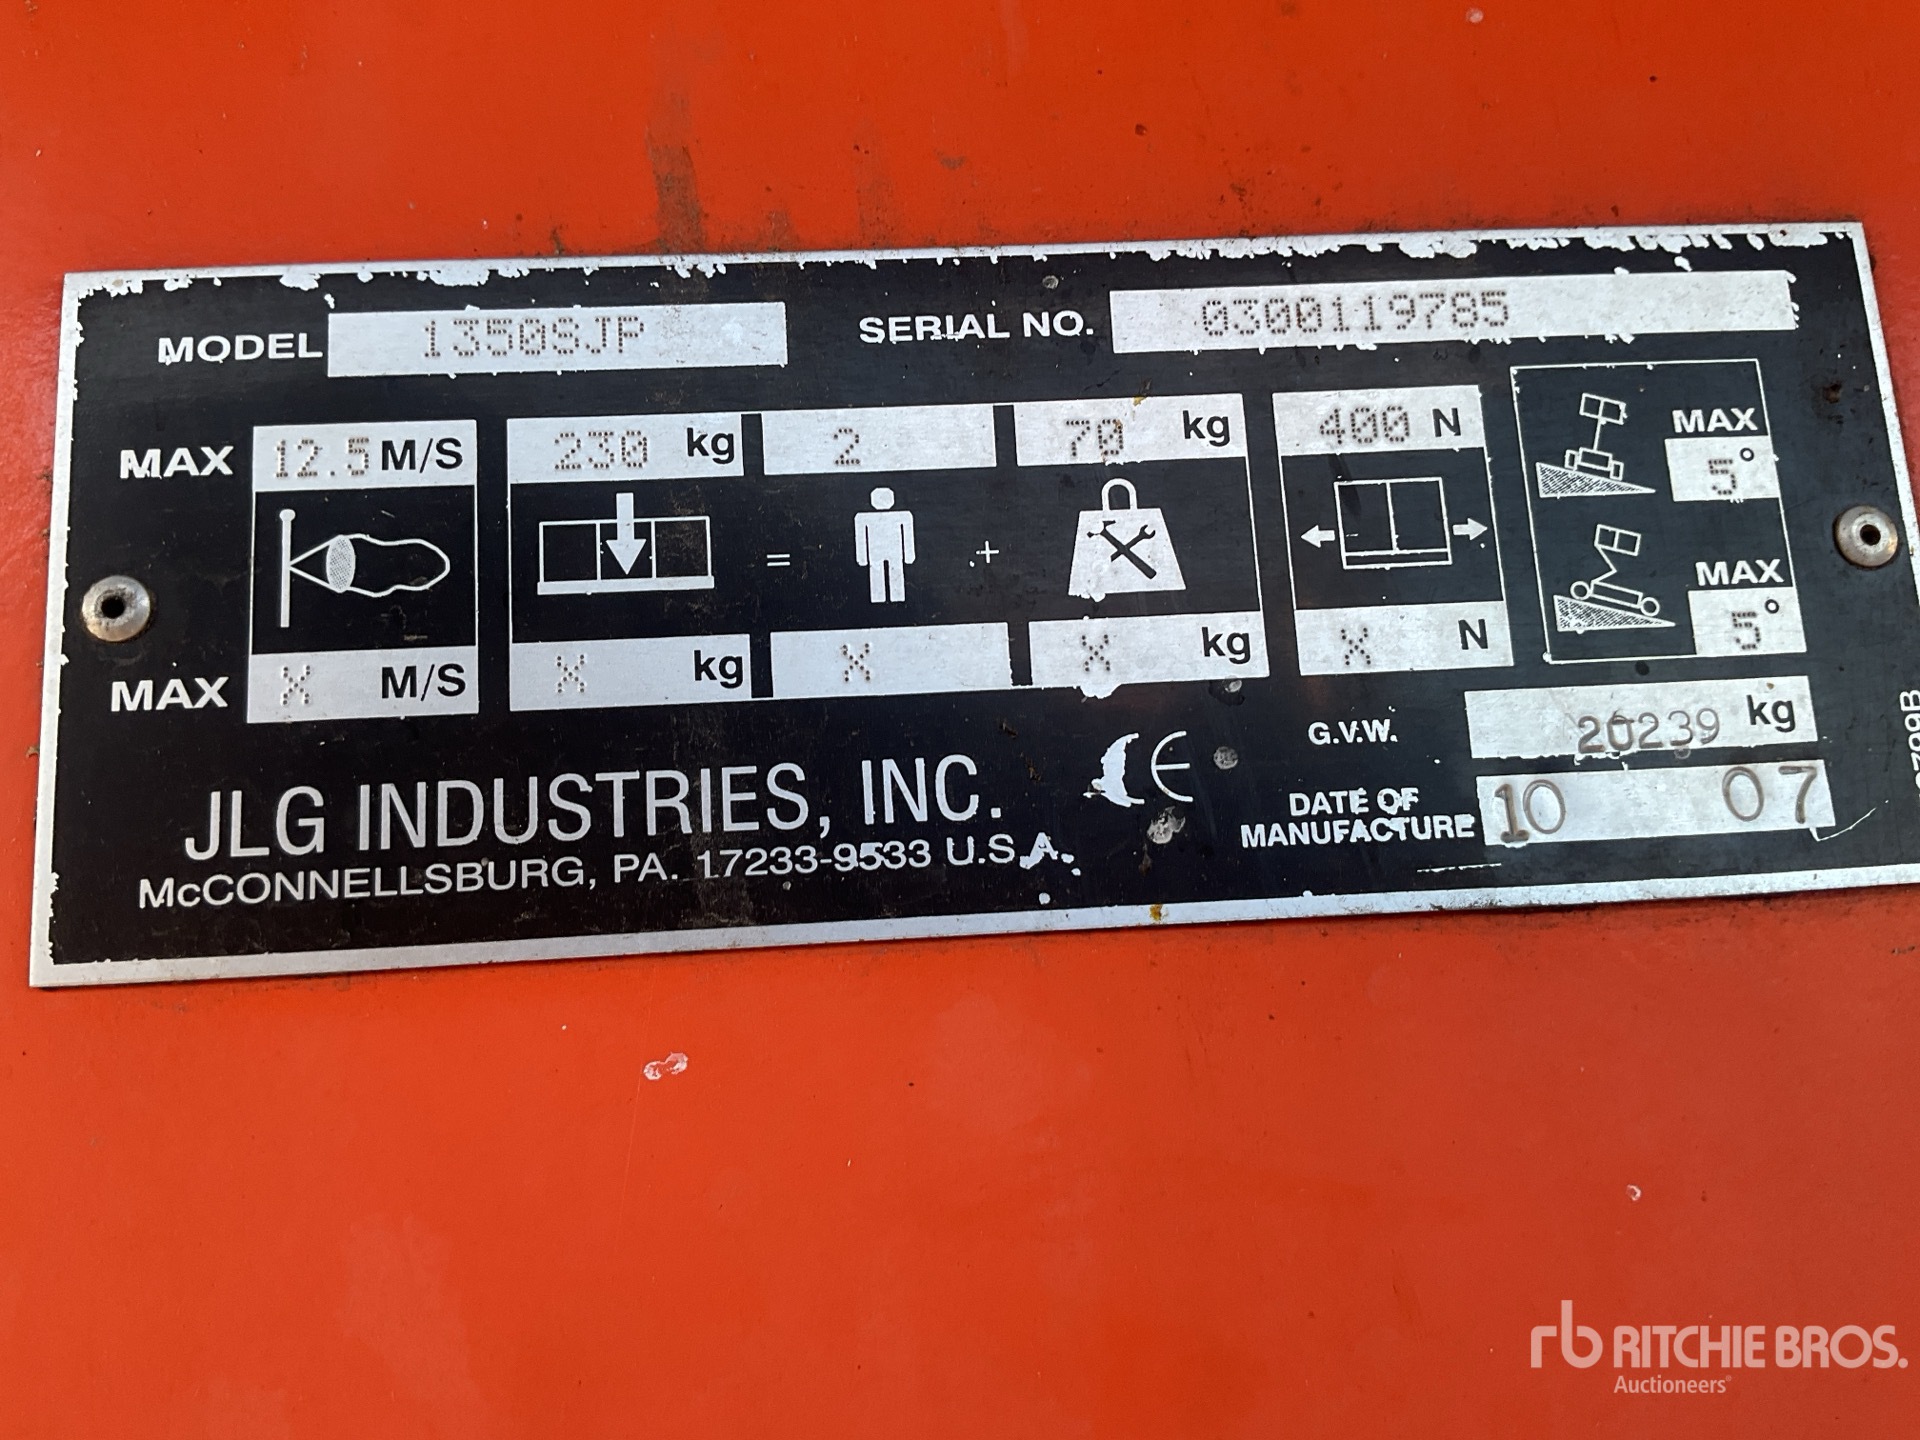 MODEL 1350SJP SERIAL NO. 0300119785
MAX 12.5 M/S 230 kg 2 70 kg 400 N MAX 5°
= + MAX 5°
MAX X M/S X kg X X kg X N
G.V.W. 20239 kg
JLG INDUSTRIES, INC. CE DATE OF MANUFACTURE 10 07
McCONNELLSBURG, PA. 17233-9533 U.S.A.
rb RITCHIE BROS.
Auctioneers